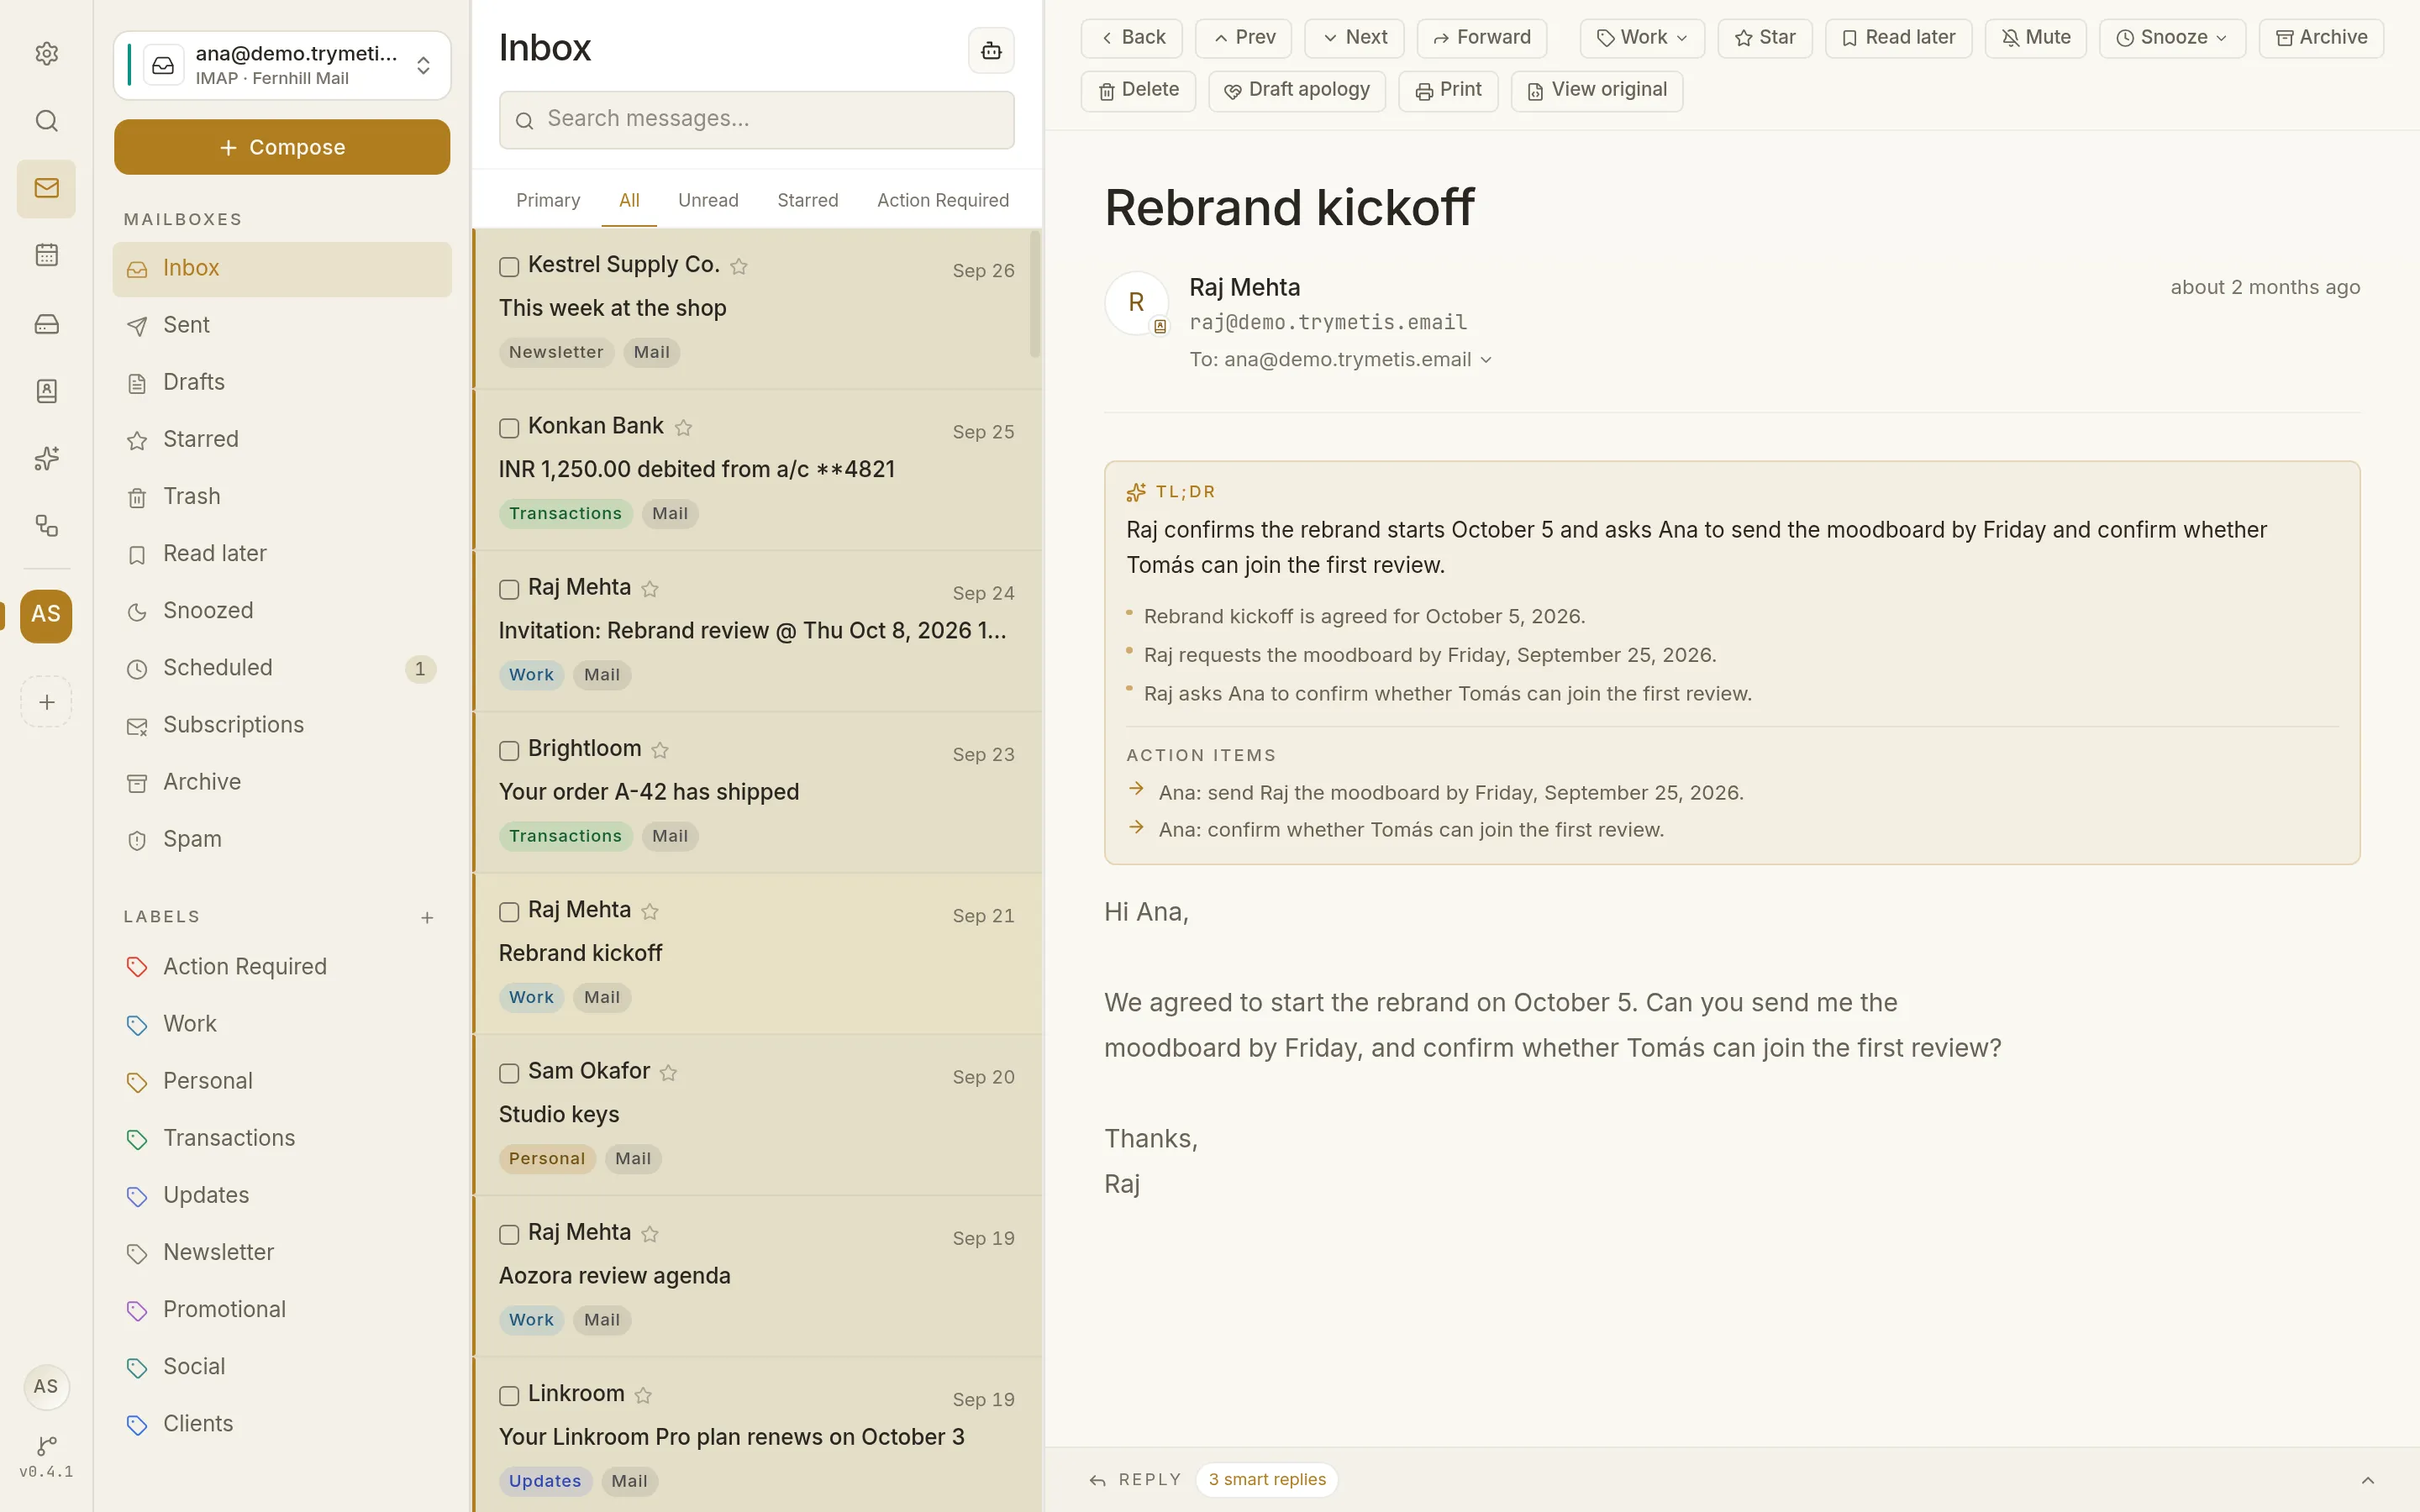 ana@demo.trymeti...
IMAP · Fernhill Mail
Compose
MAILBOXES
Inbox
Sent
Drafts
Starred
Trash
Read later
Snoozed
Scheduled 1
Subscriptions
Archive
Spam
LABELS
Action Required
Work
Personal
Transactions
Updates
Newsletter
Promotional
Social
Clients
AS
AS
v0.4.1
Inbox
Search messages...
Primary All Unread Starred Action Required
Kestrel Supply Co. Sep 26
This week at the shop
Newsletter Mail
Konkan Bank Sep 25
INR 1,250.00 debited from a/c **4821
Transactions Mail
Raj Mehta Sep 24
Invitation: Rebrand review @ Thu Oct 8, 2026 1...
Work Mail
Brightloom Sep 23
Your order A-42 has shipped
Transactions Mail
Raj Mehta Sep 21
Rebrand kickoff
Work Mail
Sam Okafor Sep 20
Studio keys
Personal Mail
Raj Mehta Sep 19
Aozora review agenda
Work Mail
Linkroom Sep 19
Your Linkroom Pro plan renews on October 3
Updates Mail
Back Prev Next Forward Work Star Read later Mute Snooze Archive
Delete Draft apology Print View original
Rebrand kickoff
R
Raj Mehta about 2 months ago
raj@demo.trymetis.email
To: ana@demo.trymetis.email
TL;DR
Raj confirms the rebrand starts October 5 and asks Ana to send the moodboard by Friday and confirm whether
Tomás can join the first review.
Rebrand kickoff is agreed for October 5, 2026.
Raj requests the moodboard by Friday, September 25, 2026.
Raj asks Ana to confirm whether Tomás can join the first review.
ACTION ITEMS
Ana: send Raj the moodboard by Friday, September 25, 2026.
Ana: confirm whether Tomás can join the first review.
Hi Ana,
We agreed to start the rebrand on October 5. Can you send me the
moodboard by Friday, and confirm whether Tomás can join the first review?
Thanks,
Raj
REPLY 3 smart replies